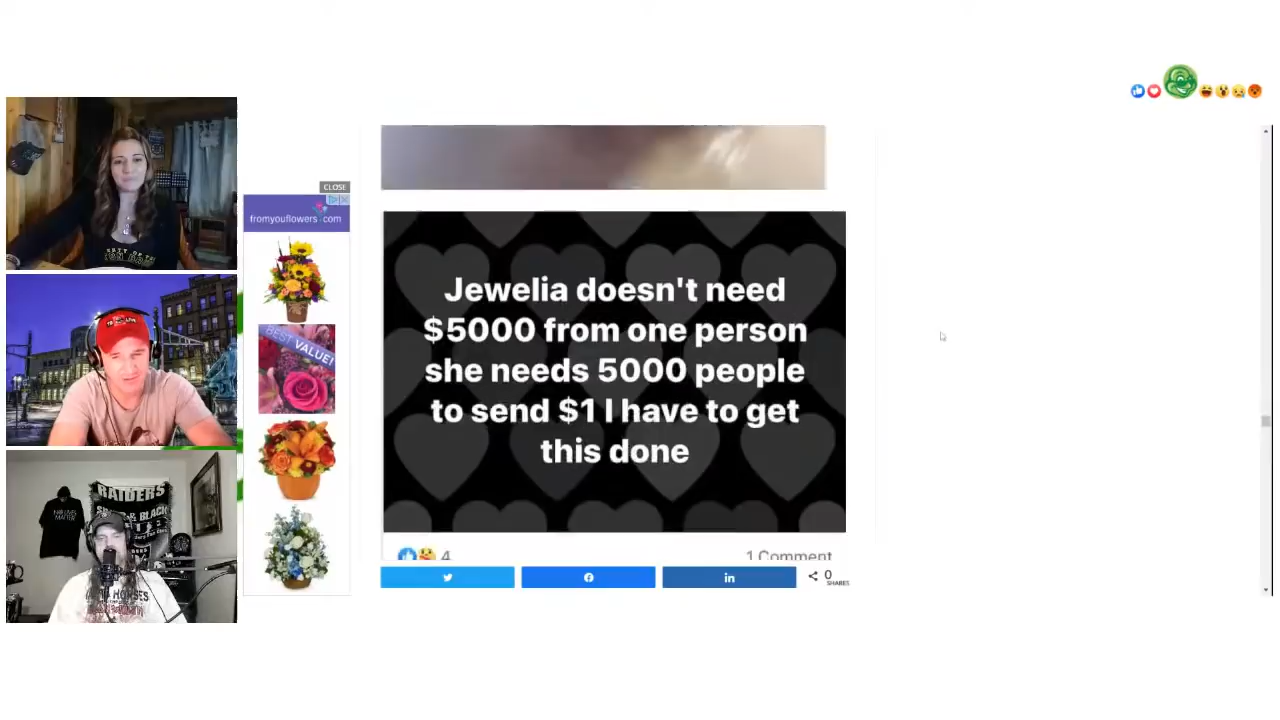 CLOSE
fromyouflowers.com
BEST VALUE!
Jewelia doesn't need
$5000 from one person
she needs 5000 people
to send $1 I have to get
this done
4
1 Comment
0
SHARES
RAIDERS